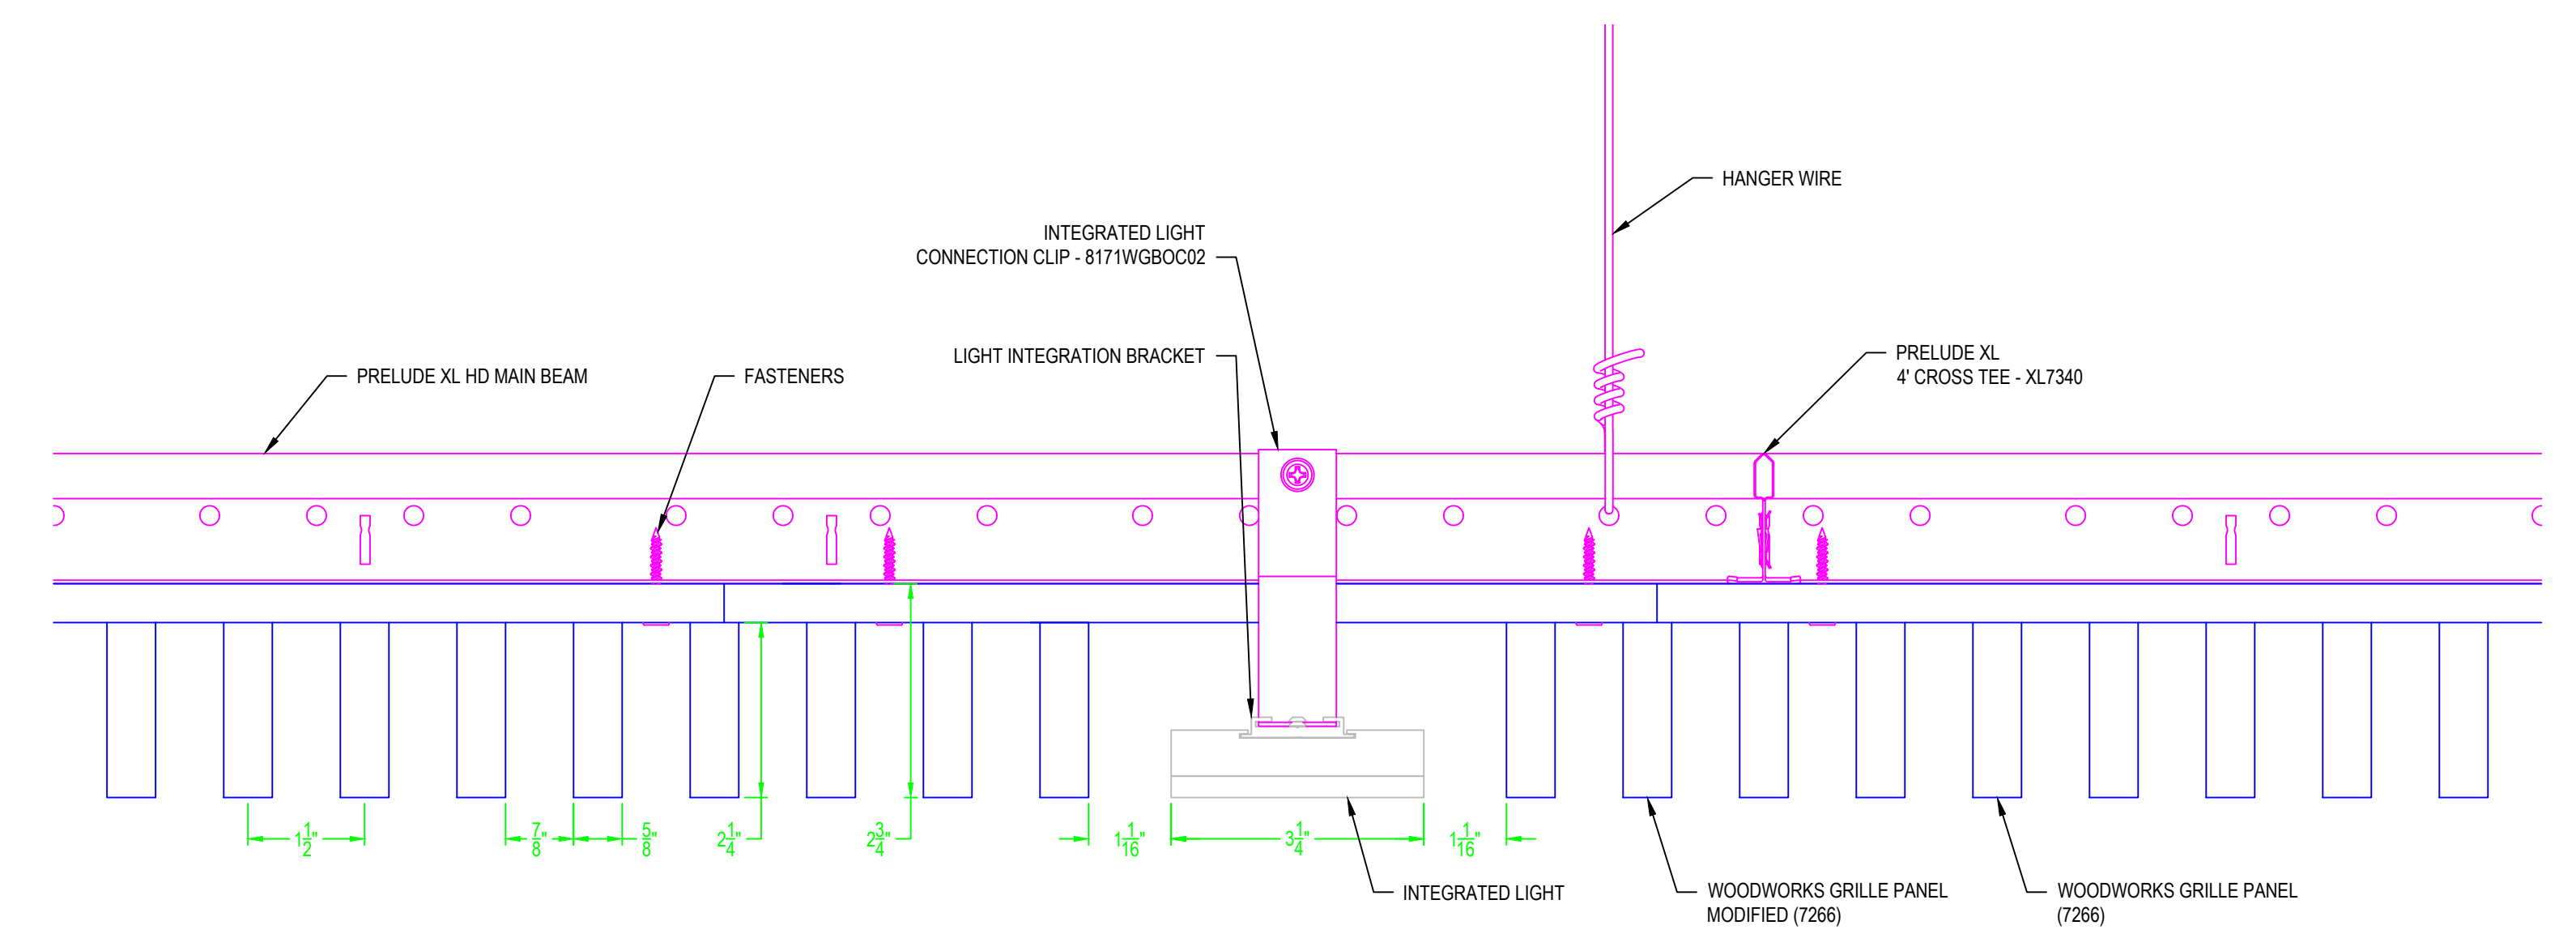 HANGER WIRE
INTEGRATED LIGHT
CONNECTION CLIP - 8171WGBOC02
LIGHT INTEGRATION BRACKET
PRELUDE XL
4' CROSS TEE - XL7340
PRELUDE XL HD MAIN BEAM
FASTENERS
1 1/2"
7/8"
5/8"
2 1/4"
2 3/4"
1 1/16"
3 1/4"
1 1/16"
INTEGRATED LIGHT
WOODWORKS GRILLE PANEL
MODIFIED (7266)
WOODWORKS GRILLE PANEL
(7266)